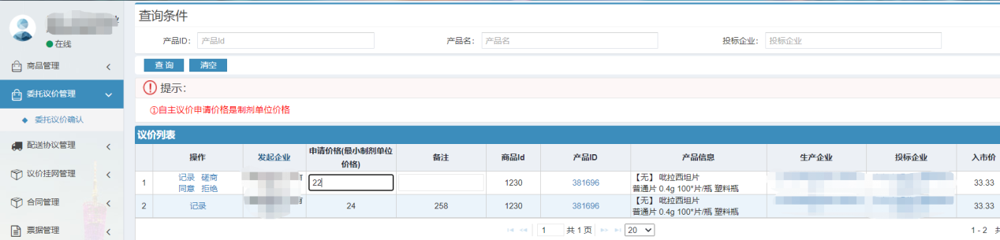 在线
商品管理
委托议价管理
委托议价确认
配送协议管理
议价挂网管理
合同管理
票据管理
查询条件
产品ID: 产品Id 产品名: 产品名 投标企业: 投标企业
查 询 清空
提示:
①自主议价申请价格是制剂单位价格
议价列表
操作 发起企业 申请价格(最小制剂单位价格) 备注 商品Id 产品ID 产品信息 生产企业 投标企业 入市价
1 记录 磋商 22 1230 381696 【无】 吡拉西坦片 33.33
同意 拒绝 普通片 0.4g 100*片/瓶 塑料瓶
2 记录 24 258 1230 381696 【无】 吡拉西坦片 33.33
普通片 0.4g 100*片/瓶 塑料瓶
1 共 1 页 20 1 - 2